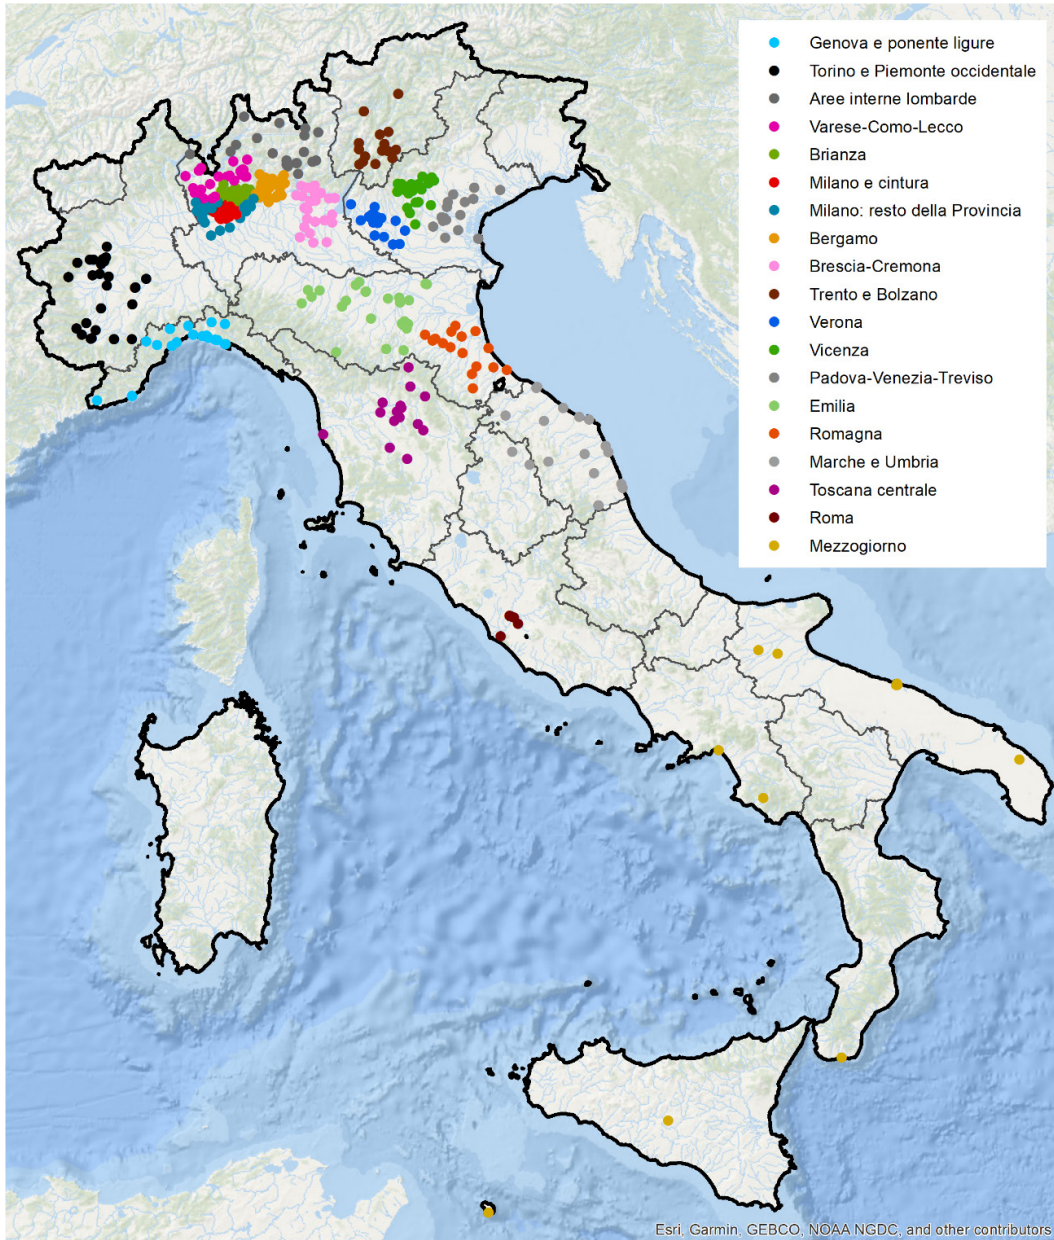 Genova e ponente ligure
Torino e Piemonte occidentale
Aree interne lombarde
Varese-Como-Lecco
Brianza
Milano e cintura
Milano: resto della Provincia
Bergamo
Brescia-Cremona
Trento e Bolzano
Verona
Vicenza
Padova-Venezia-Treviso
Emilia
Romagna
Marche e Umbria
Toscana centrale
Roma
Mezzogiorno
Esri, Garmin, GEBCO, NOAA NGDC, and other contributors